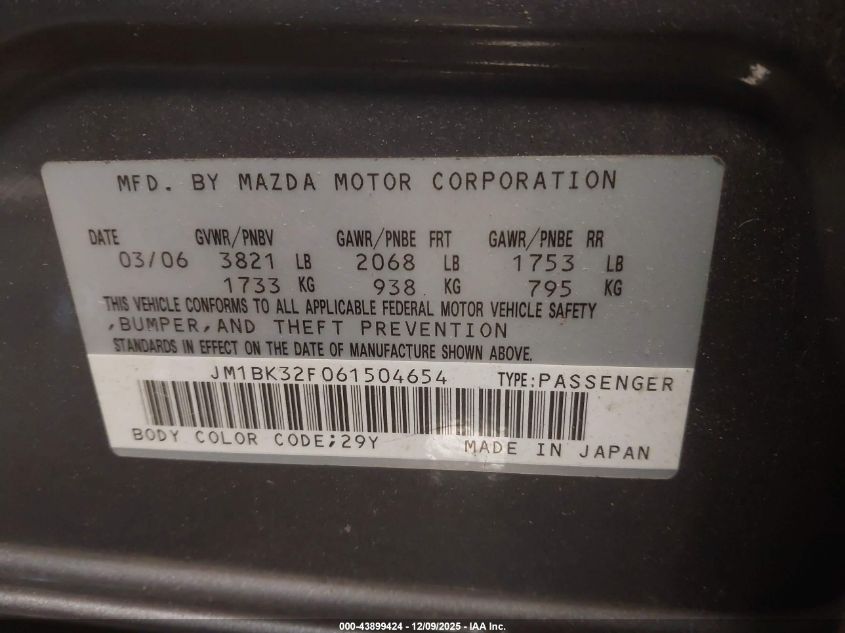 MFD. BY MAZDA MOTOR CORPORATION
DATE GVWR/PNBV GAWR/PNBE FRT GAWR/PNBE RR
03/06 3821 LB 2068 LB 1753 LB
1733 KG 938 KG 795 KG
THIS VEHICLE CONFORMS TO ALL APPLICABLE FEDERAL MOTOR VEHICLE SAFETY
,BUMPER,AND THEFT PREVENTION
STANDARDS IN EFFECT ON THE DATE OF MANUFACTURE SHOWN ABOVE.
JM1BK32F061504654 TYPE:PASSENGER
BODY COLOR CODE;29Y MADE IN JAPAN
000-43899424 - 12/09/2025 - IAA Inc.